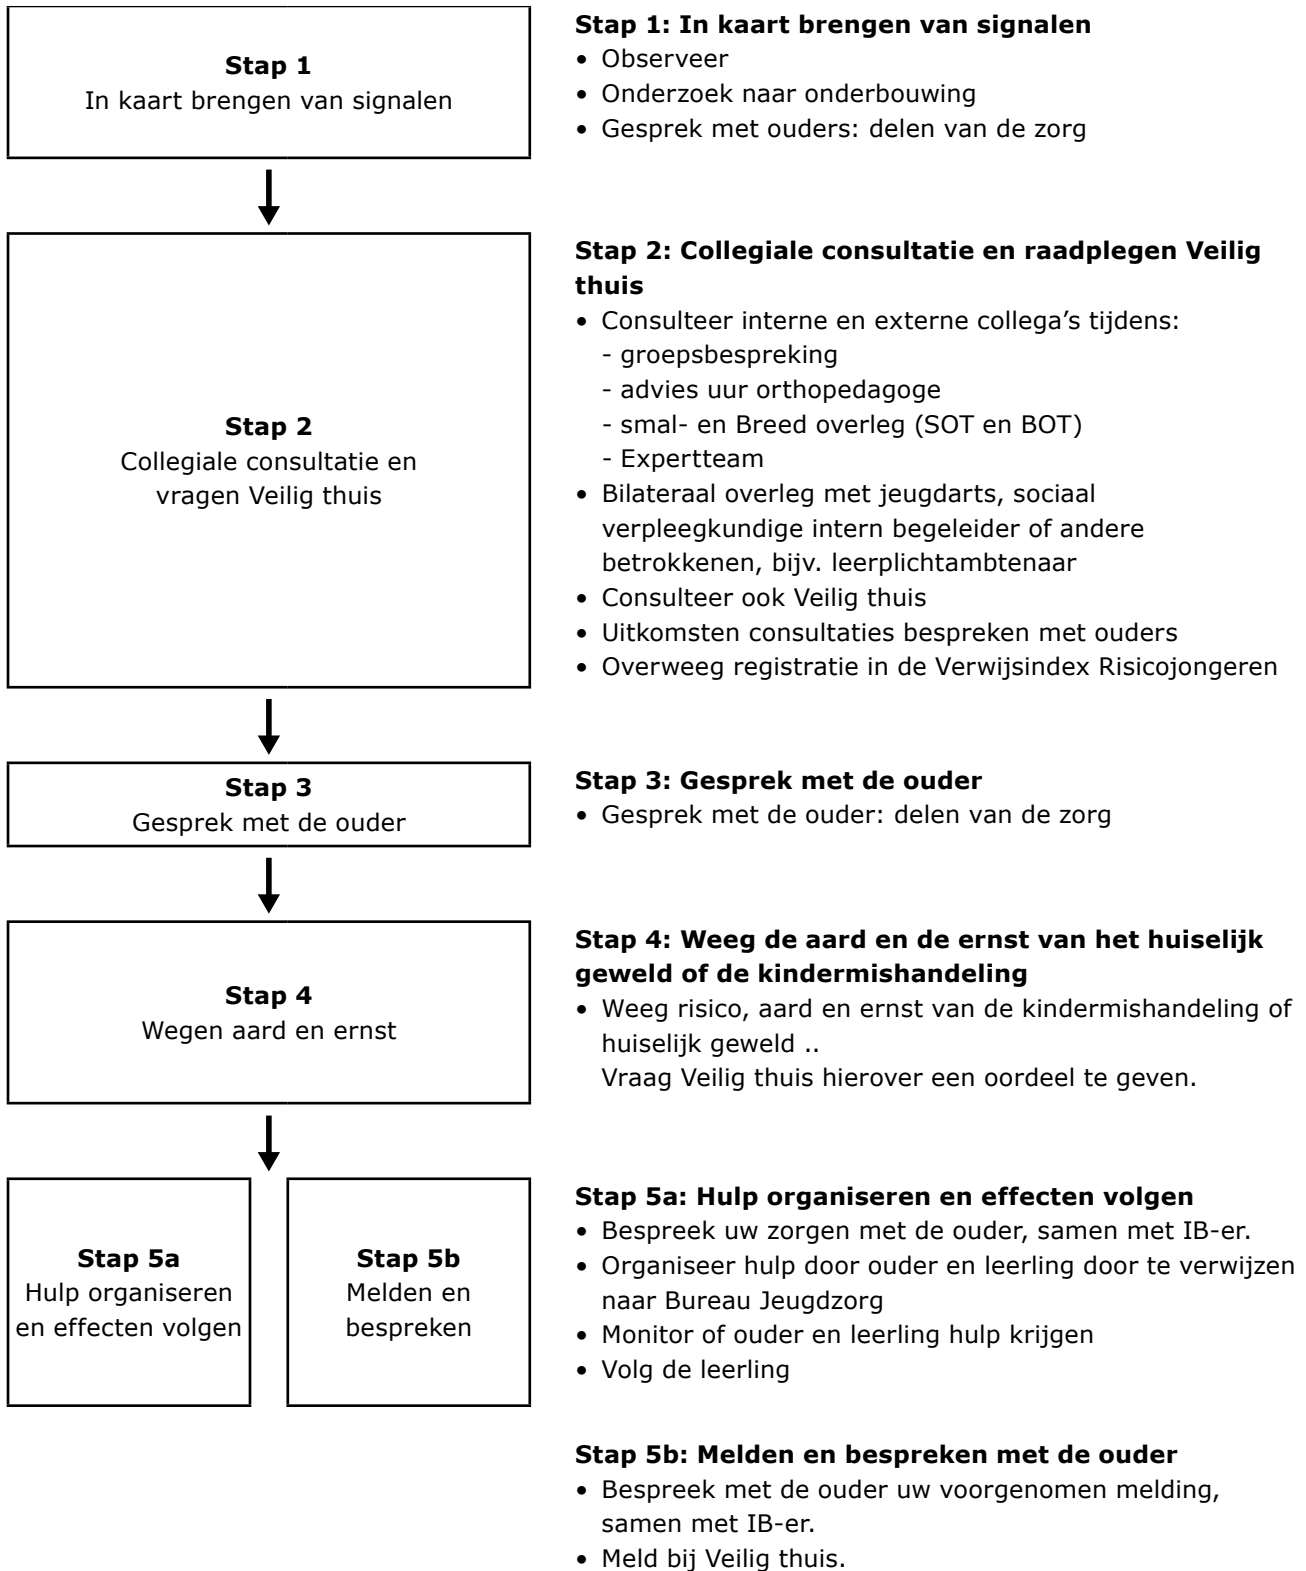 Stap 1
In kaart brengen van signalen
Stap 1: In kaart brengen van signalen
• Observeer
• Onderzoek naar onderbouwing
• Gesprek met ouders: delen van de zorg
Stap 2
Collegiale consultatie en
vragen Veilig thuis
Stap 2: Collegiale consultatie en raadplegen Veilig
thuis
• Consulteer interne en externe collega’s tijdens:
- groepsbespreking
- advies uur orthopedagoge
- smal- en Breed overleg (SOT en BOT)
- Expertteam
• Bilateraal overleg met jeugdarts, sociaal
verpleegkundige intern begeleider of andere
betrokkenen, bijv. leerplichtambtenaar
• Consulteer ook Veilig thuis
• Uitkomsten consultaties bespreken met ouders
• Overweeg registratie in de Verwijsindex Risicojongeren
Stap 3
Gesprek met de ouder
Stap 3: Gesprek met de ouder
• Gesprek met de ouder: delen van de zorg
Stap 4
Wegen aard en ernst
Stap 4: Weeg de aard en de ernst van het huiselijk
geweld of de kindermishandeling
• Weeg risico, aard en ernst van de kindermishandeling of
huiselijk geweld ..
Vraag Veilig thuis hierover een oordeel te geven.
Stap 5a
Hulp organiseren
en effecten volgen
Stap 5b
Melden en
bespreken
Stap 5a: Hulp organiseren en effecten volgen
• Bespreek uw zorgen met de ouder, samen met IB-er.
• Organiseer hulp door ouder en leerling door te verwijzen
naar Bureau Jeugdzorg
• Monitor of ouder en leerling hulp krijgen
• Volg de leerling
Stap 5b: Melden en bespreken met de ouder
• Bespreek met de ouder uw voorgenomen melding,
samen met IB-er.
• Meld bij Veilig thuis.